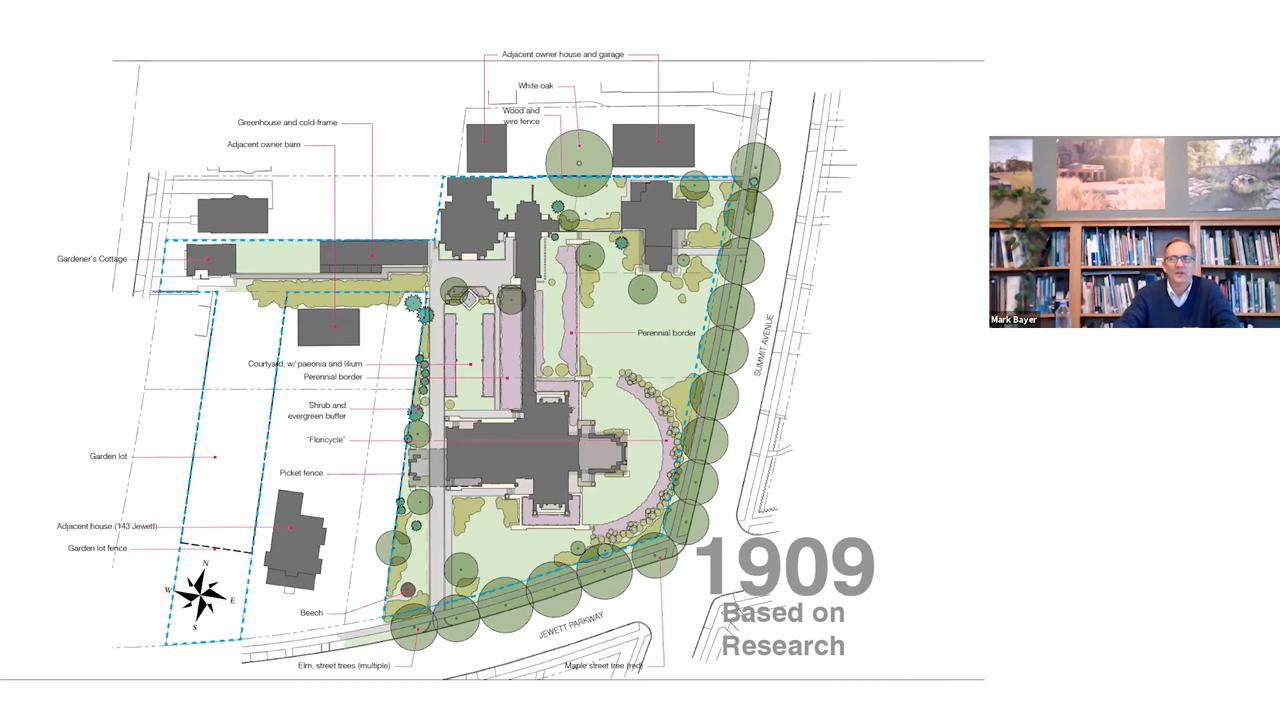 Adjacent owner house and garage
White oak
Wood and
wire fence
Greenhouse and cold-frame
Adjacent owner barn
Gardener's Cottage
Perennial border
SUMMIT AVENUE
Courtyard, w/ paeonia and lilium
Perennial border
Shrub and
evergreen buffer
"Floricycle"
Garden lot
Picket fence
Adjacent house (143 Jewett)
Garden lot fence
N
W
E
S
Beech
JEWETT PARKWAY
Elm, street trees (multiple)
Maple street tree (red)
1909
Based on
Research
Mark Bayer